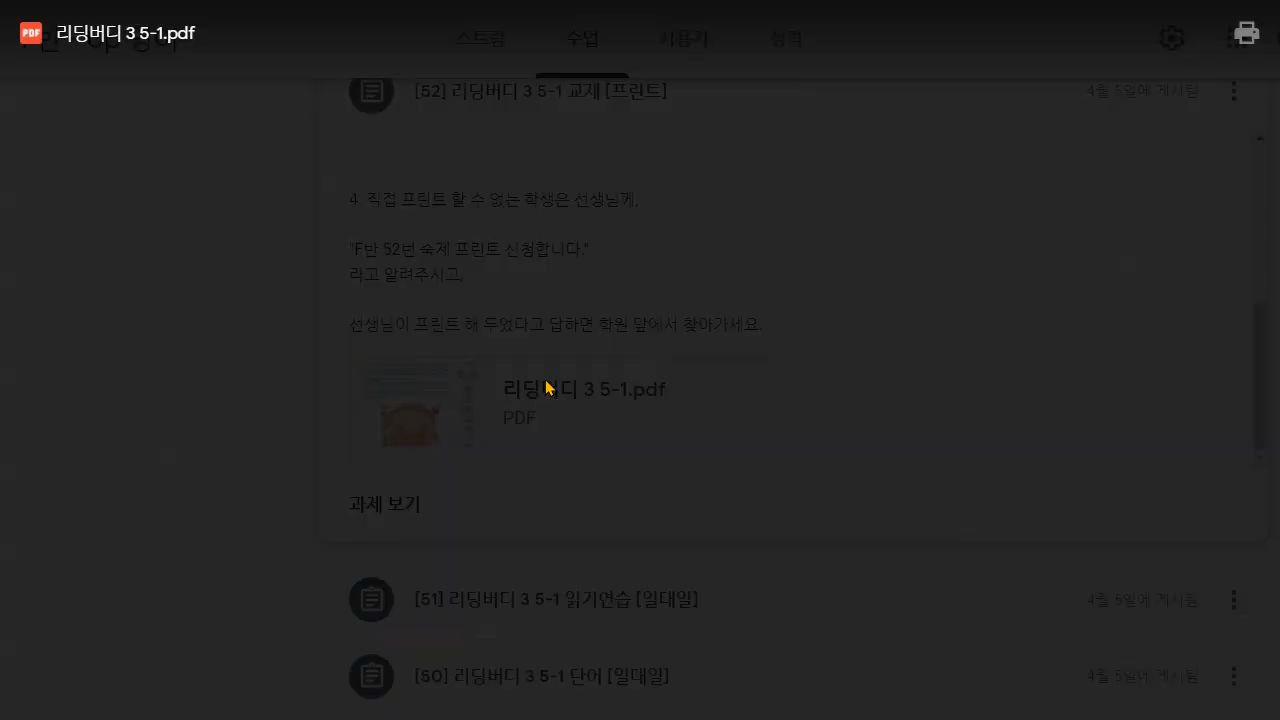 PDF 리딩버디 3 5-1.pdf
스트림 수업 사용자 성적
[52] 리딩버디 3 5-1 교제 [프린트] 4월 5일에 게시됨
4. 직접 프린트 할 수 없는 학생은 선생님께,
"F반 52번 숙제 프린트 신청합니다."
라고 알려주시고,
선생님이 프린트 해 두었다고 답하면 학원 앞에서 찾아가세요.
리딩버디 3 5-1.pdf
PDF
과제 보기
[51] 리딩버디 3 5-1 읽기연습 [일대일] 4월 5일에 게시됨
[50] 리딩버디 3 5-1 단어 [일대일] 4월 5일에 게시됨